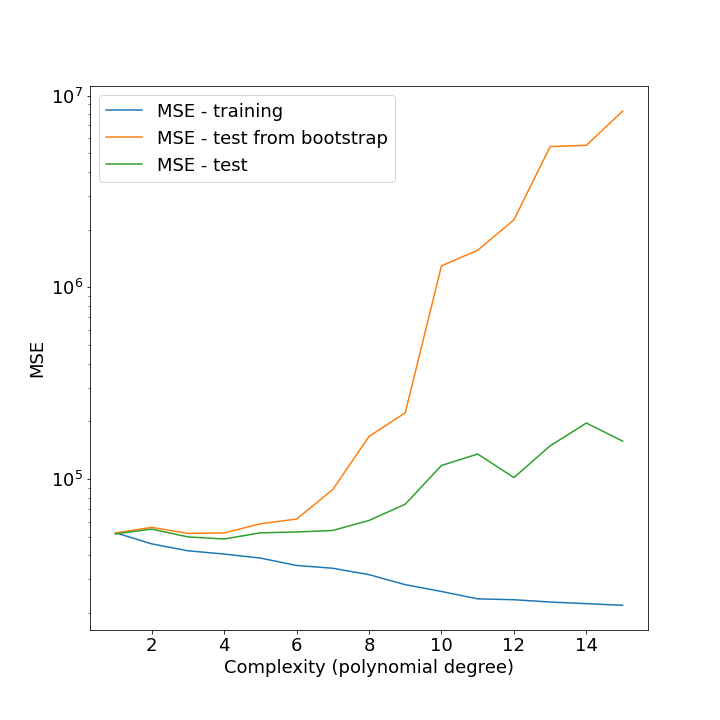 10^7
10^6
10^5
MSE
MSE - training
MSE - test from bootstrap
MSE - test
2 4 6 8 10 12 14
Complexity (polynomial degree)